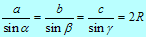 a/sin α = b/sin β = c/sin γ = 2R